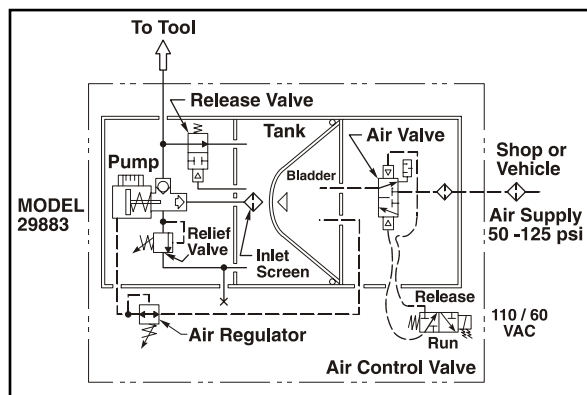 To Tool
Release Valve
Tank
Air Valve
Shop or
Vehicle
Pump
Bladder
MODEL
29883
Air Supply
50 -125 psi
Relief
Valve
Inlet
Screen
Release
110 / 60
VAC
Air Regulator
Run
Air Control Valve